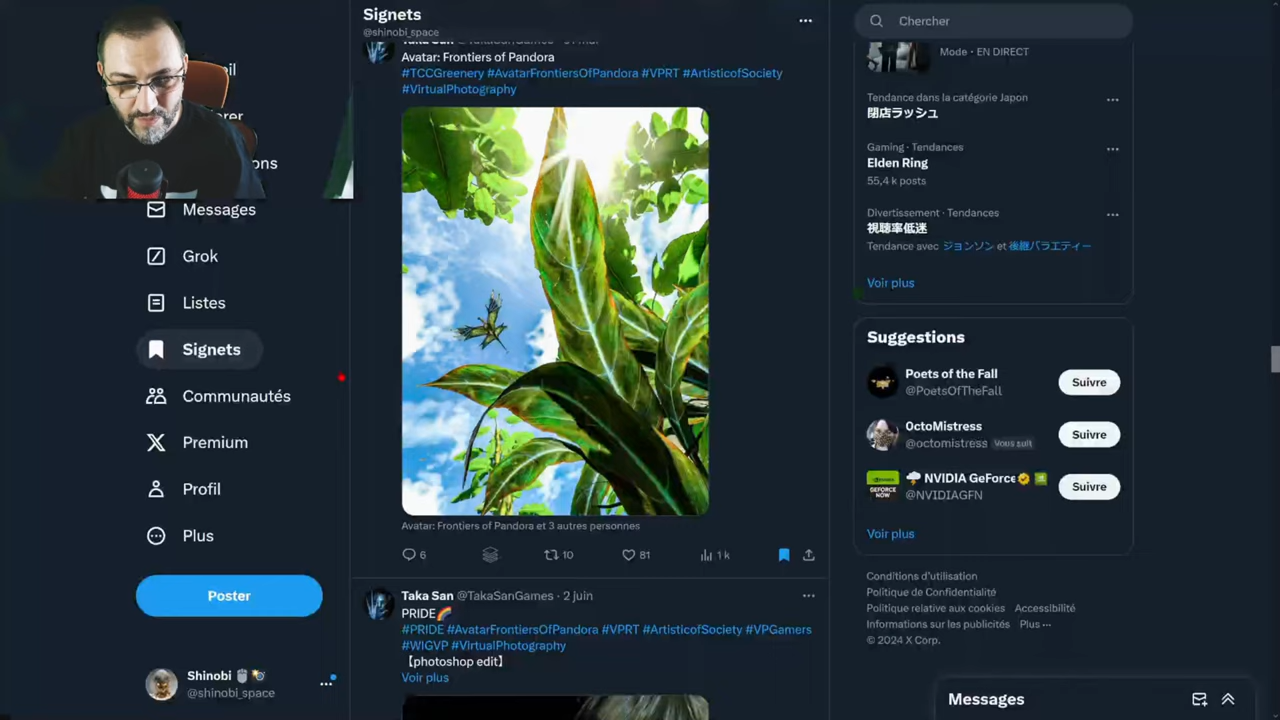 Signets
@shinobi_space
Chercher
Avatar: Frontiers of Pandora
#TCCGreenery #AvatarFrontiersOfPandora #VPRT #ArtisticofSociety
#VirtualPhotography
Avatar: Frontiers of Pandora et 3 autres personnes
6
10
81
1 k
Taka San @TakaSanGames · 2 juin
PRIDE🌈
#PRIDE #AvatarFrontiersOfPandora #VPRT #ArtisticofSociety #VPGamers
#WIGVP #VirtualPhotography
【photoshop edit】
Voir plus
Messages
Grok
Listes
Signets
Communautés
Premium
Profil
Plus
Poster
Shinobi
@shinobi_space
Mode · EN DIRECT
Tendance dans la catégorie Japon
閉店ラッシュ
Gaming · Tendances
Elden Ring
55,4 k posts
Divertissement · Tendances
視聴率低迷
Tendance avec ジョンソン et 後継バラエティー
Voir plus
Suggestions
Poets of the Fall
@PoetsOfTheFall
Suivre
OctoMistress
@octomistress Vous suit
Suivre
NVIDIA GeForce
@NVIDIAGFN
GEFORCE NOW
Suivre
Voir plus
Conditions d'utilisation
Politique de Confidentialité
Politique relative aux cookies Accessibilité
Informations sur les publicités Plus ···
© 2024 X Corp.
Messages